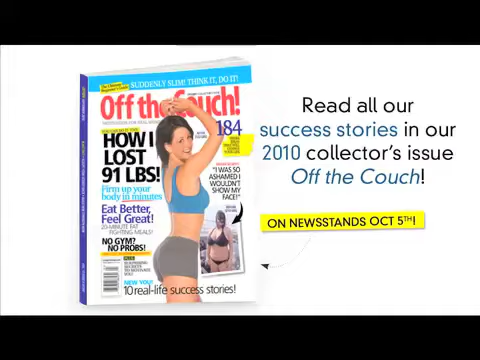 SUDDENLY SLIM! THINK IT, DO IT!
Off the Couch!
184
HOW I
LOST
91 LBS!
Firm up your
body in minutes
Eat Better,
Feel Great!
20-MINUTE FAT
FIGHTING MEALS!
NO GYM?
NO PROBS!
"I WAS SO
ASHAMED I
WOULDN'T
SHOW MY
FACE!"
NEW YOU!
10 real-life success stories!
Read all our
success stories in our
2010 collector's issue
Off the Couch!
ON NEWSSTANDS OCT 5TH!